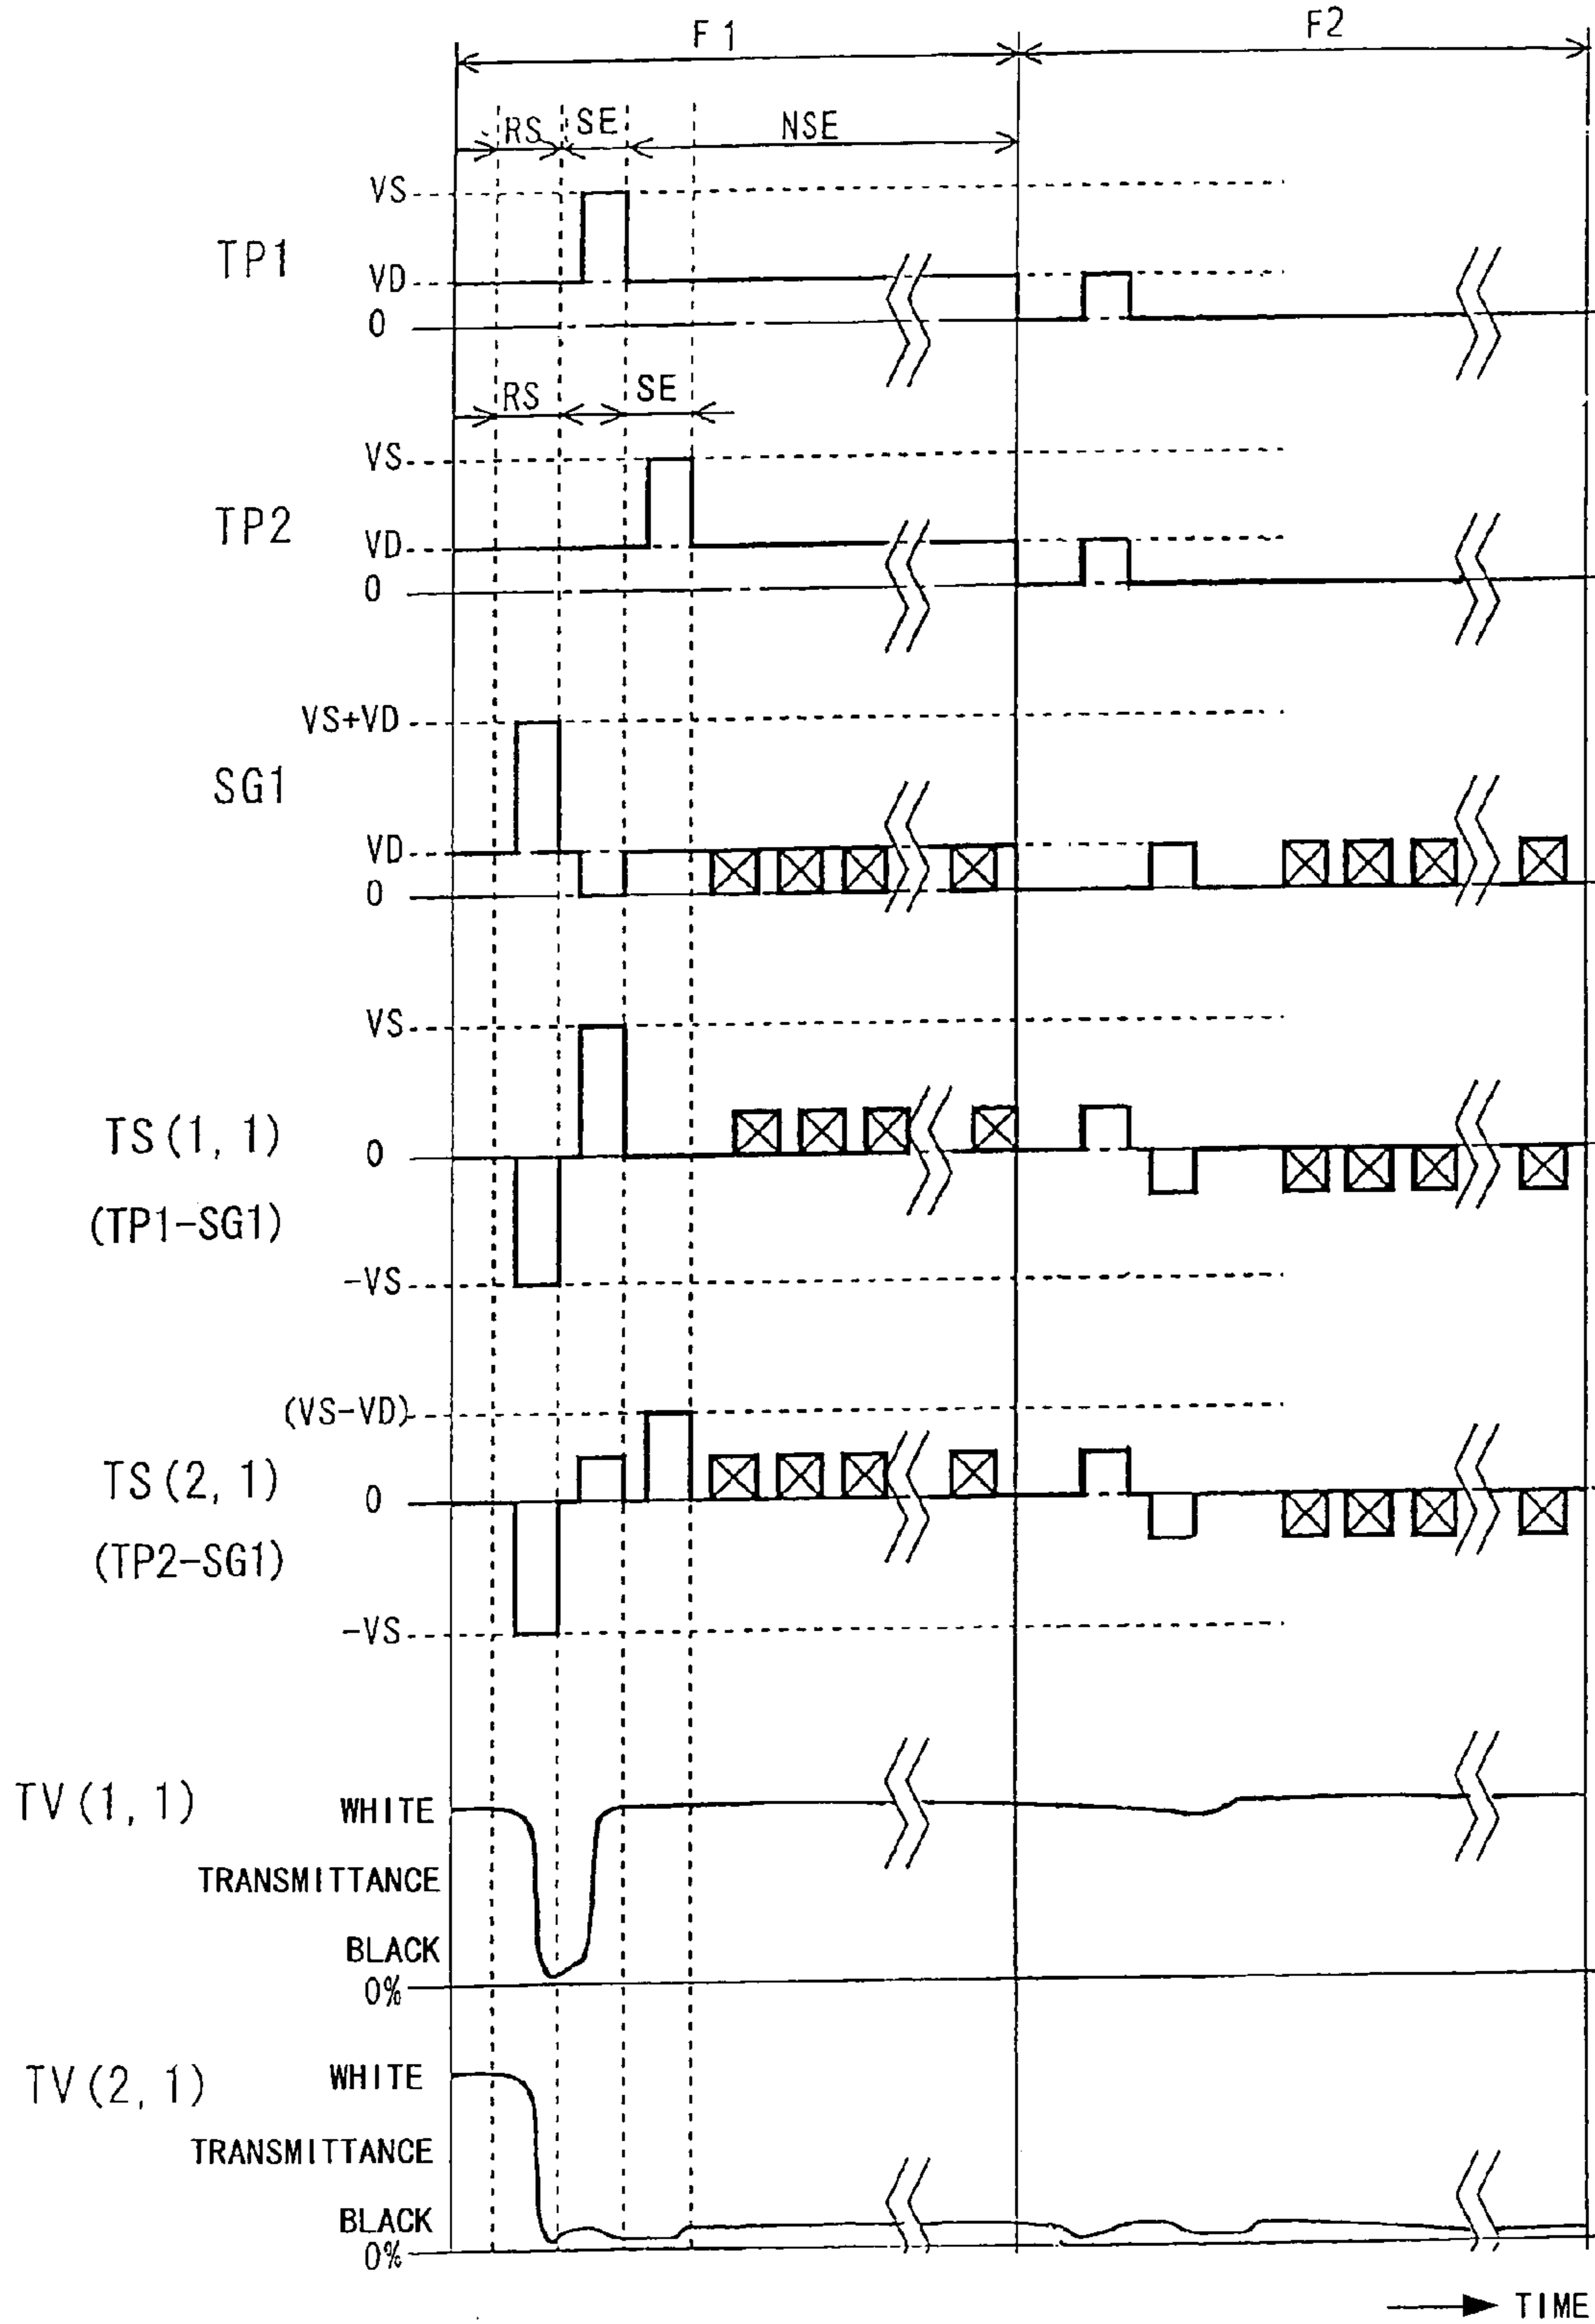 F1
F2
RS
SE
NSE
VS
TP1
VD
0
RS
SE
VS
TP2
VD
0
VS+VD
SG1
VD
0
VS
TS(1, 1)
0
(TP1-SG1)
-VS
(VS-VD)
TS(2, 1)
0
(TP2-SG1)
-VS
TV(1, 1)
WHITE
TRANSMITTANCE
BLACK
0%
TV(2, 1)
WHITE
TRANSMITTANCE
BLACK
0%
TIME